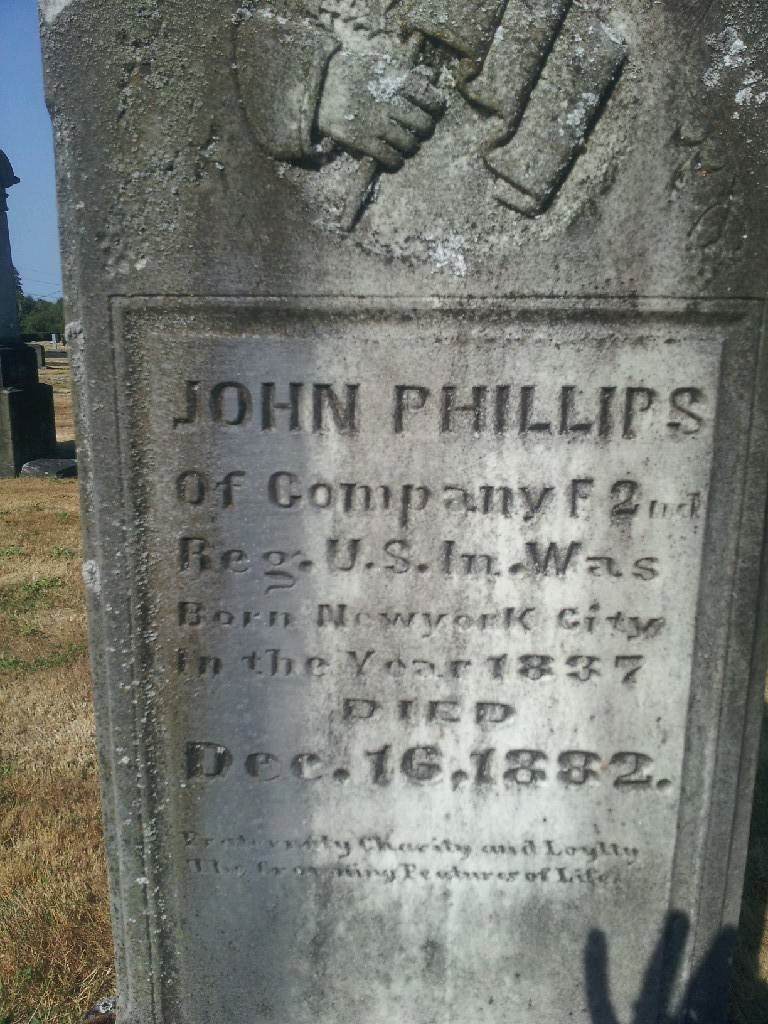 JOHN PHILLIPS
Of Company F 2nd
Reg. U.S. In. Was
Born Newyork City
in the Year 1837
DIED
Dec. 16, 1882.
Fraternity Charity and Loylty
The Crowning Features of Life.